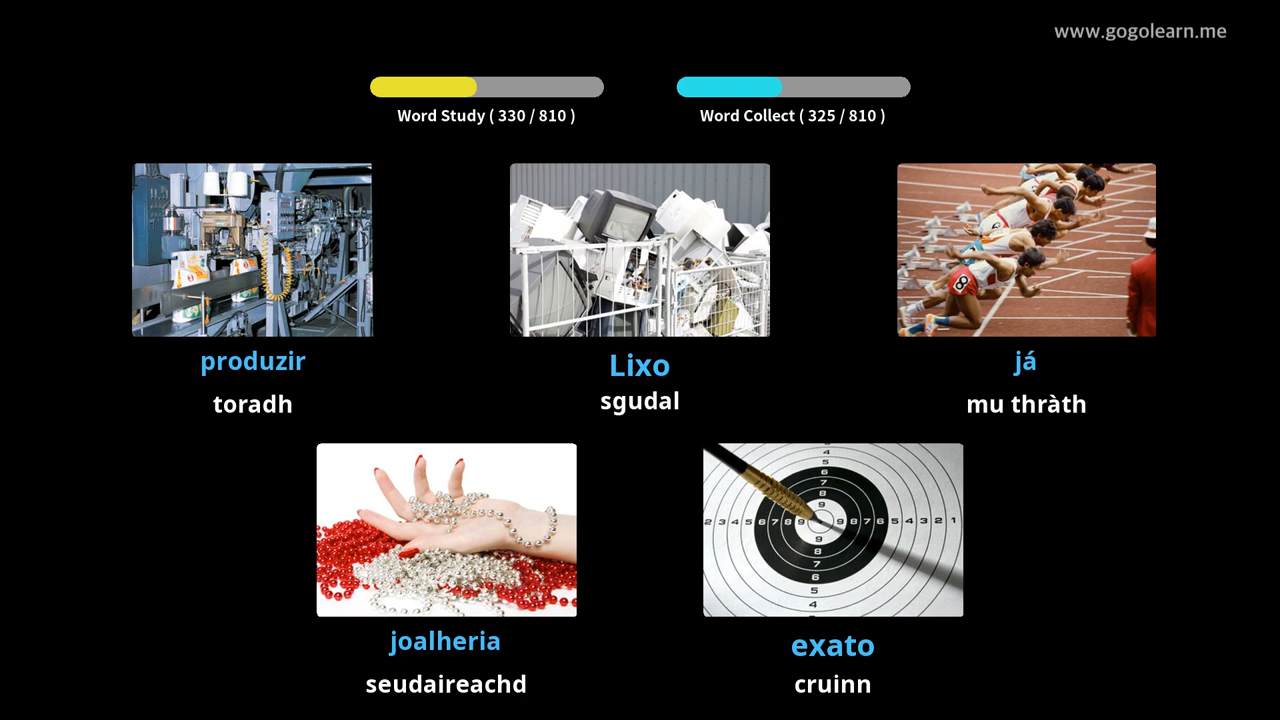 www.gogolearn.me
Word Study ( 330 / 810 )
Word Collect ( 325 / 810 )
produzir
toradh
Lixo
sgudal
já
mu thràth
joalheria
seudaireachd
exato
cruinn